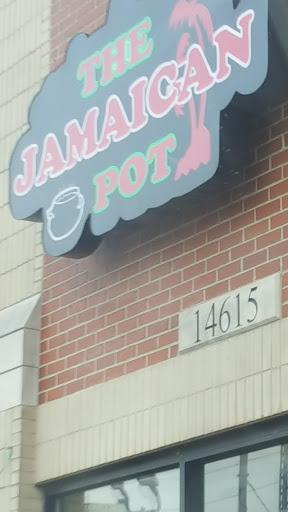 THE
JAMAICAN
POT
14615